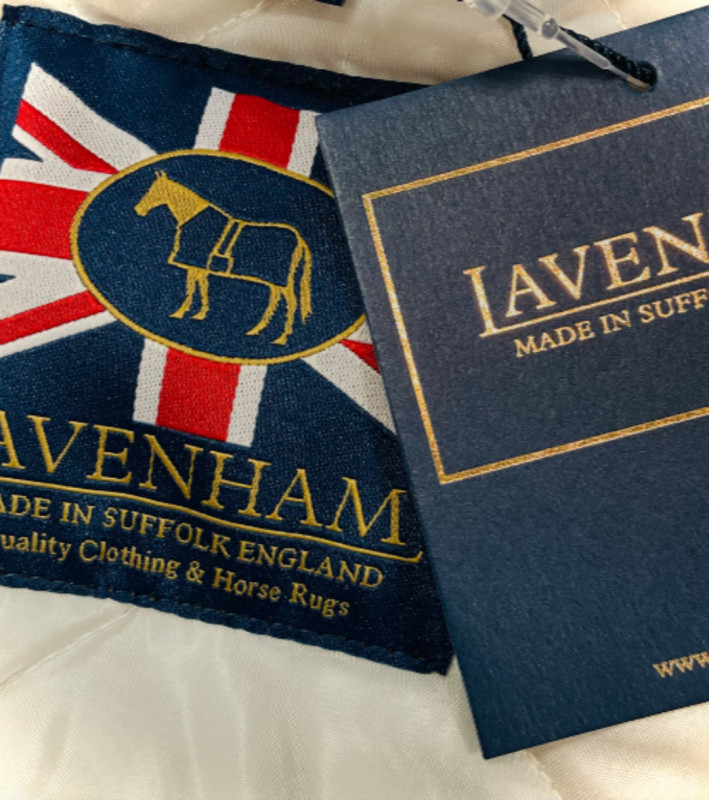 AVENHAM
ADE IN SUFFOLK ENGLAND
uality Clothing & Horse Rugs
LAVEN
MADE IN SUFF
www.